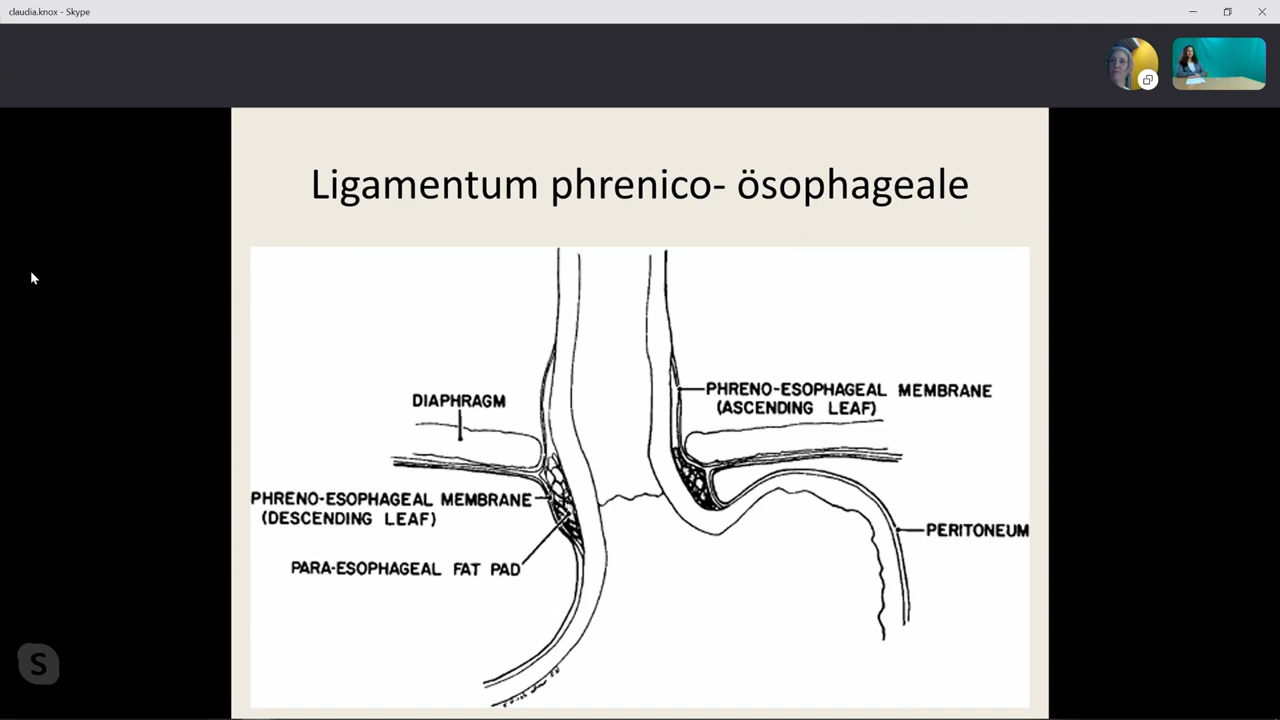 claudia.knox - Skype
Ligamentum phrenico- ösophageale
DIAPHRAGM
PHRENO-ESOPHAGEAL MEMBRANE
(ASCENDING LEAF)
PHRENO-ESOPHAGEAL MEMBRANE
(DESCENDING LEAF)
PERITONEUM
PARA-ESOPHAGEAL FAT PAD
S